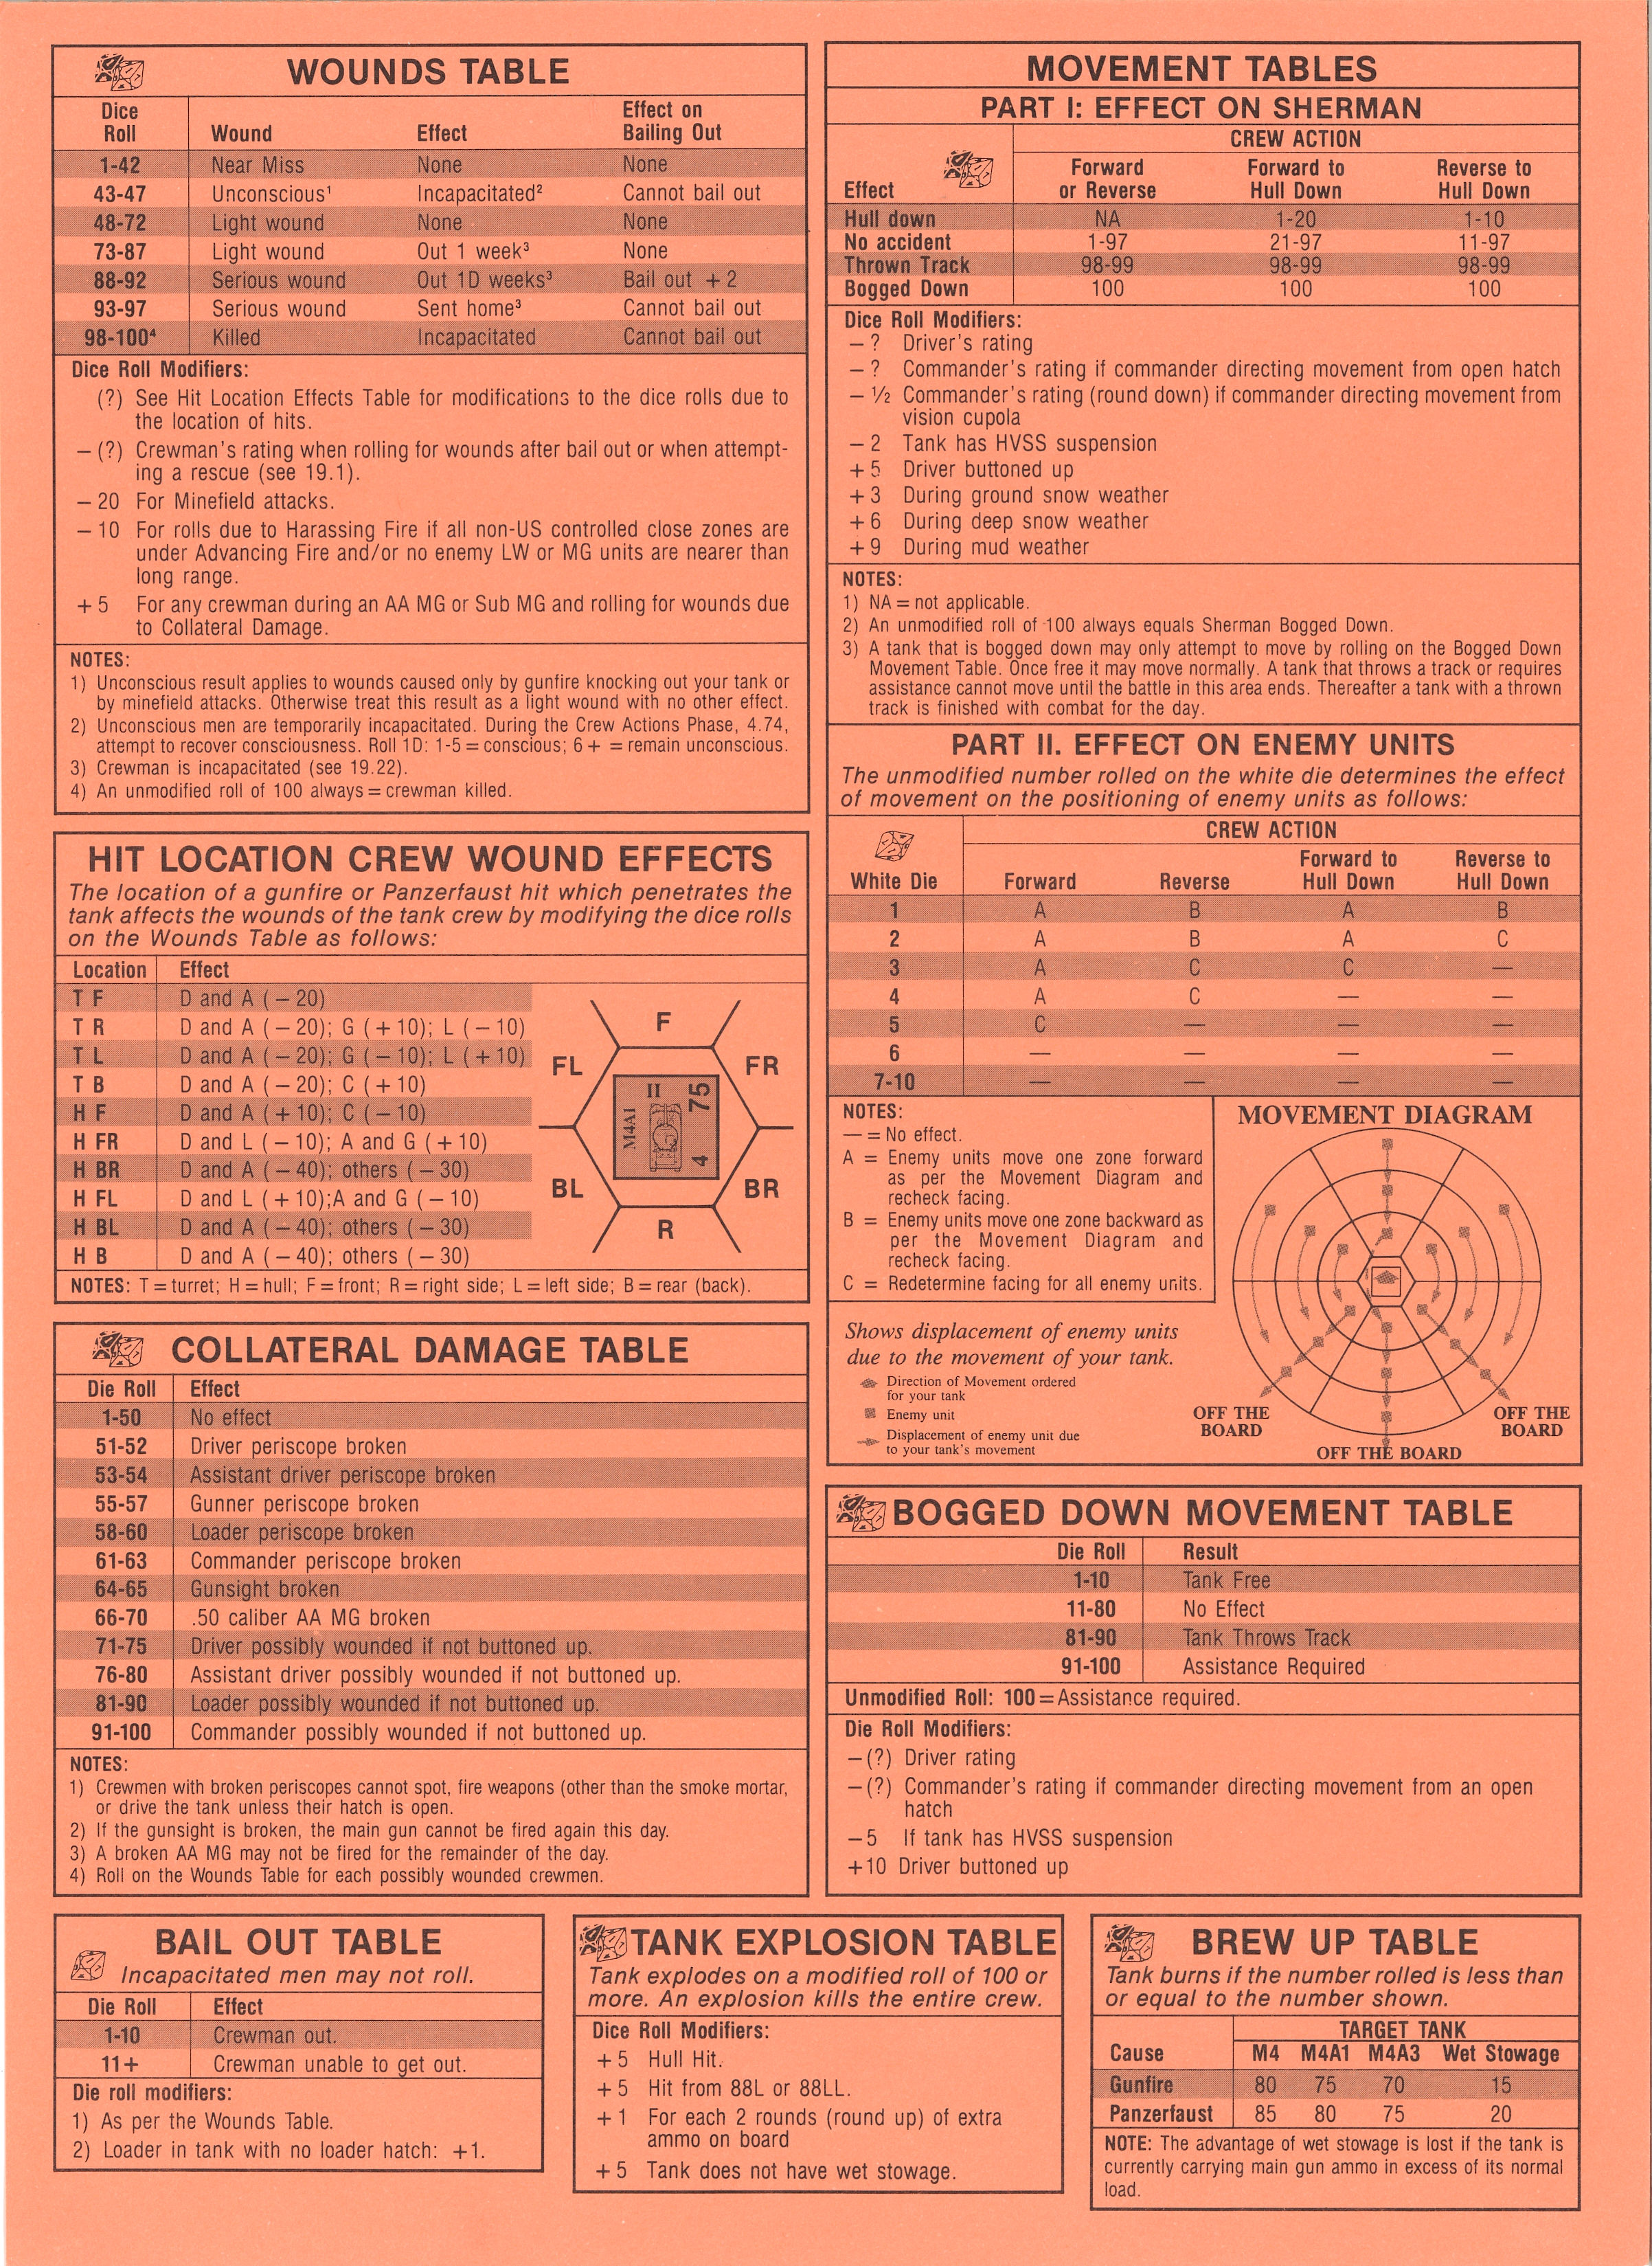 WOUNDS TABLE
Dice Roll | Wound | Effect | Effect on Bailing Out
1-42 | Near Miss | None | None
43-47 | Unconscious¹ | Incapacitated² | Cannot bail out
48-72 | Light wound | None | None
73-87 | Light wound | Out 1 week³ | None
88-92 | Serious wound | Out 1D weeks³ | Bail out +2
93-97 | Serious wound | Sent home³ | Cannot bail out
98-100⁴ | Killed | Incapacitated | Cannot bail out
Dice Roll Modifiers:
(?) See Hit Location Effects Table for modifications to the dice rolls due to
the location of hits.
– (?) Crewman's rating when rolling for wounds after bail out or when attempt-
ing a rescue (see 19.1).
– 20 For Minefield attacks.
– 10 For rolls due to Harassing Fire if all non-US controlled close zones are
under Advancing Fire and/or no enemy LW or MG units are nearer than
long range.
+ 5 For any crewman during an AA MG or Sub MG and rolling for wounds due
to Collateral Damage.
NOTES:
1) Unconscious result applies to wounds caused only by gunfire knocking out your tank or
by minefield attacks. Otherwise treat this result as a light wound with no other effect.
2) Unconscious men are temporarily incapacitated. During the Crew Actions Phase, 4.74,
attempt to recover consciousness. Roll 1D: 1-5 = conscious; 6 + = remain unconscious.
3) Crewman is incapacitated (see 19.22).
4) An unmodified roll of 100 always = crewman killed.
HIT LOCATION CREW WOUND EFFECTS
The location of a gunfire or Panzerfaust hit which penetrates the
tank affects the wounds of the tank crew by modifying the dice rolls
on the Wounds Table as follows:
Location | Effect
T F | D and A (– 20)
T R | D and A (– 20); G (+ 10); L (– 10)
T L | D and A (– 20); G (– 10); L (+ 10)
T B | D and A (– 20); C (+ 10)
H F | D and A (+ 10); C (– 10)
H FR | D and L (– 10); A and G (+ 10)
H BR | D and A (– 40); others (– 30)
H FL | D and L (+ 10);A and G (– 10)
H BL | D and A (– 40); others (– 30)
H B | D and A (– 40); others (– 30)
F
FL
FR
II
75
M4A1
4
BL
BR
R
NOTES: T = turret; H = hull; F = front; R = right side; L = left side; B = rear (back).
COLLATERAL DAMAGE TABLE
Die Roll | Effect
1-50 | No effect
51-52 | Driver periscope broken
53-54 | Assistant driver periscope broken
55-57 | Gunner periscope broken
58-60 | Loader periscope broken
61-63 | Commander periscope broken
64-65 | Gunsight broken
66-70 | .50 caliber AA MG broken
71-75 | Driver possibly wounded if not buttoned up.
76-80 | Assistant driver possibly wounded if not buttoned up.
81-90 | Loader possibly wounded if not buttoned up.
91-100 | Commander possibly wounded if not buttoned up.
NOTES:
1) Crewmen with broken periscopes cannot spot, fire weapons (other than the smoke mortar,
or drive the tank unless their hatch is open.
2) If the gunsight is broken, the main gun cannot be fired again this day.
3) A broken AA MG may not be fired for the remainder of the day.
4) Roll on the Wounds Table for each possibly wounded crewmen.
MOVEMENT TABLES
PART I: EFFECT ON SHERMAN
CREW ACTION
Effect | Forward or Reverse | Forward to Hull Down | Reverse to Hull Down
Hull down | NA | 1-20 | 1-10
No accident | 1-97 | 21-97 | 11-97
Thrown Track | 98-99 | 98-99 | 98-99
Bogged Down | 100 | 100 | 100
Dice Roll Modifiers:
– ? Driver's rating
– ? Commander's rating if commander directing movement from open hatch
– ½ Commander's rating (round down) if commander directing movement from
vision cupola
– 2 Tank has HVSS suspension
+ 5 Driver buttoned up
+ 3 During ground snow weather
+ 6 During deep snow weather
+ 9 During mud weather
NOTES:
1) NA = not applicable.
2) An unmodified roll of 100 always equals Sherman Bogged Down.
3) A tank that is bogged down may only attempt to move by rolling on the Bogged Down
Movement Table. Once free it may move normally. A tank that throws a track or requires
assistance cannot move until the battle in this area ends. Thereafter a tank with a thrown
track is finished with combat for the day.
PART II. EFFECT ON ENEMY UNITS
The unmodified number rolled on the white die determines the effect
of movement on the positioning of enemy units as follows:
CREW ACTION
White Die | Forward | Reverse | Forward to Hull Down | Reverse to Hull Down
1 | A | B | A | B
2 | A | B | A | C
3 | A | C | C | —
4 | A | C | — | —
5 | C | — | — | —
6 | — | — | — | —
7-10 | — | — | — | —
NOTES:
— = No effect.
A = Enemy units move one zone forward
as per the Movement Diagram and
recheck facing.
B = Enemy units move one zone backward as
per the Movement Diagram and
recheck facing.
C = Redetermine facing for all enemy units.
MOVEMENT DIAGRAM
Shows displacement of enemy units
due to the movement of your tank.
Direction of Movement ordered
for your tank
Enemy unit
Displacement of enemy unit due
to your tank's movement
OFF THE BOARD
OFF THE BOARD
OFF THE BOARD
BOGGED DOWN MOVEMENT TABLE
Die Roll | Result
1-10 | Tank Free
11-80 | No Effect
81-90 | Tank Throws Track
91-100 | Assistance Required
Unmodified Roll: 100 = Assistance required.
Die Roll Modifiers:
– (?) Driver rating
– (?) Commander's rating if commander directing movement from an open
hatch
–5 If tank has HVSS suspension
+10 Driver buttoned up
BAIL OUT TABLE
Incapacitated men may not roll.
Die Roll | Effect
1-10 | Crewman out.
11+ | Crewman unable to get out.
Die roll modifiers:
1) As per the Wounds Table.
2) Loader in tank with no loader hatch: +1.
TANK EXPLOSION TABLE
Tank explodes on a modified roll of 100 or
more. An explosion kills the entire crew.
Dice Roll Modifiers:
+ 5 Hull Hit.
+ 5 Hit from 88L or 88LL.
+ 1 For each 2 rounds (round up) of extra
ammo on board
+ 5 Tank does not have wet stowage.
BREW UP TABLE
Tank burns if the number rolled is less than
or equal to the number shown.
TARGET TANK
Cause | M4 | M4A1 | M4A3 | Wet Stowage
Gunfire | 80 | 75 | 70 | 15
Panzerfaust | 85 | 80 | 75 | 20
NOTE: The advantage of wet stowage is lost if the tank is
currently carrying main gun ammo in excess of its normal
load.